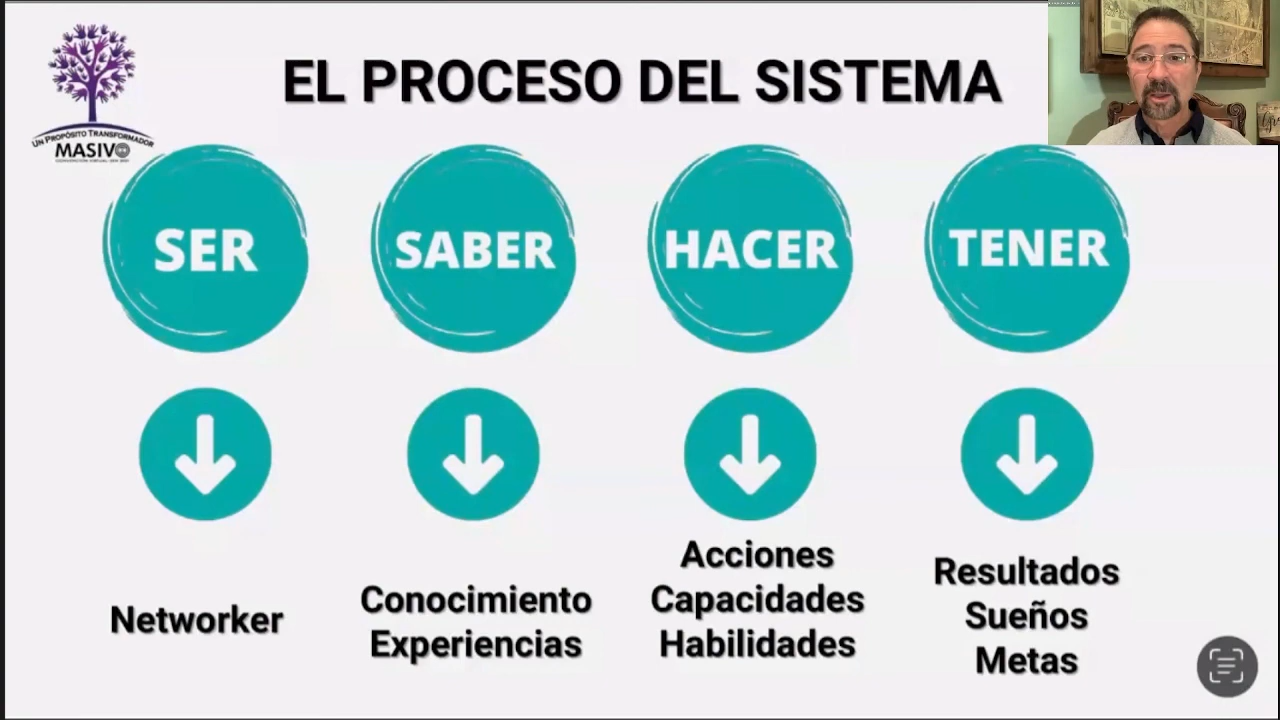 EL PROCESO DEL SISTEMA
UN PROPÓSITO TRANSFORMADOR
MASIVO
SER
SABER
HACER
TENER
Networker
Conocimiento
Experiencias
Acciones
Capacidades
Habilidades
Resultados
Sueños
Metas